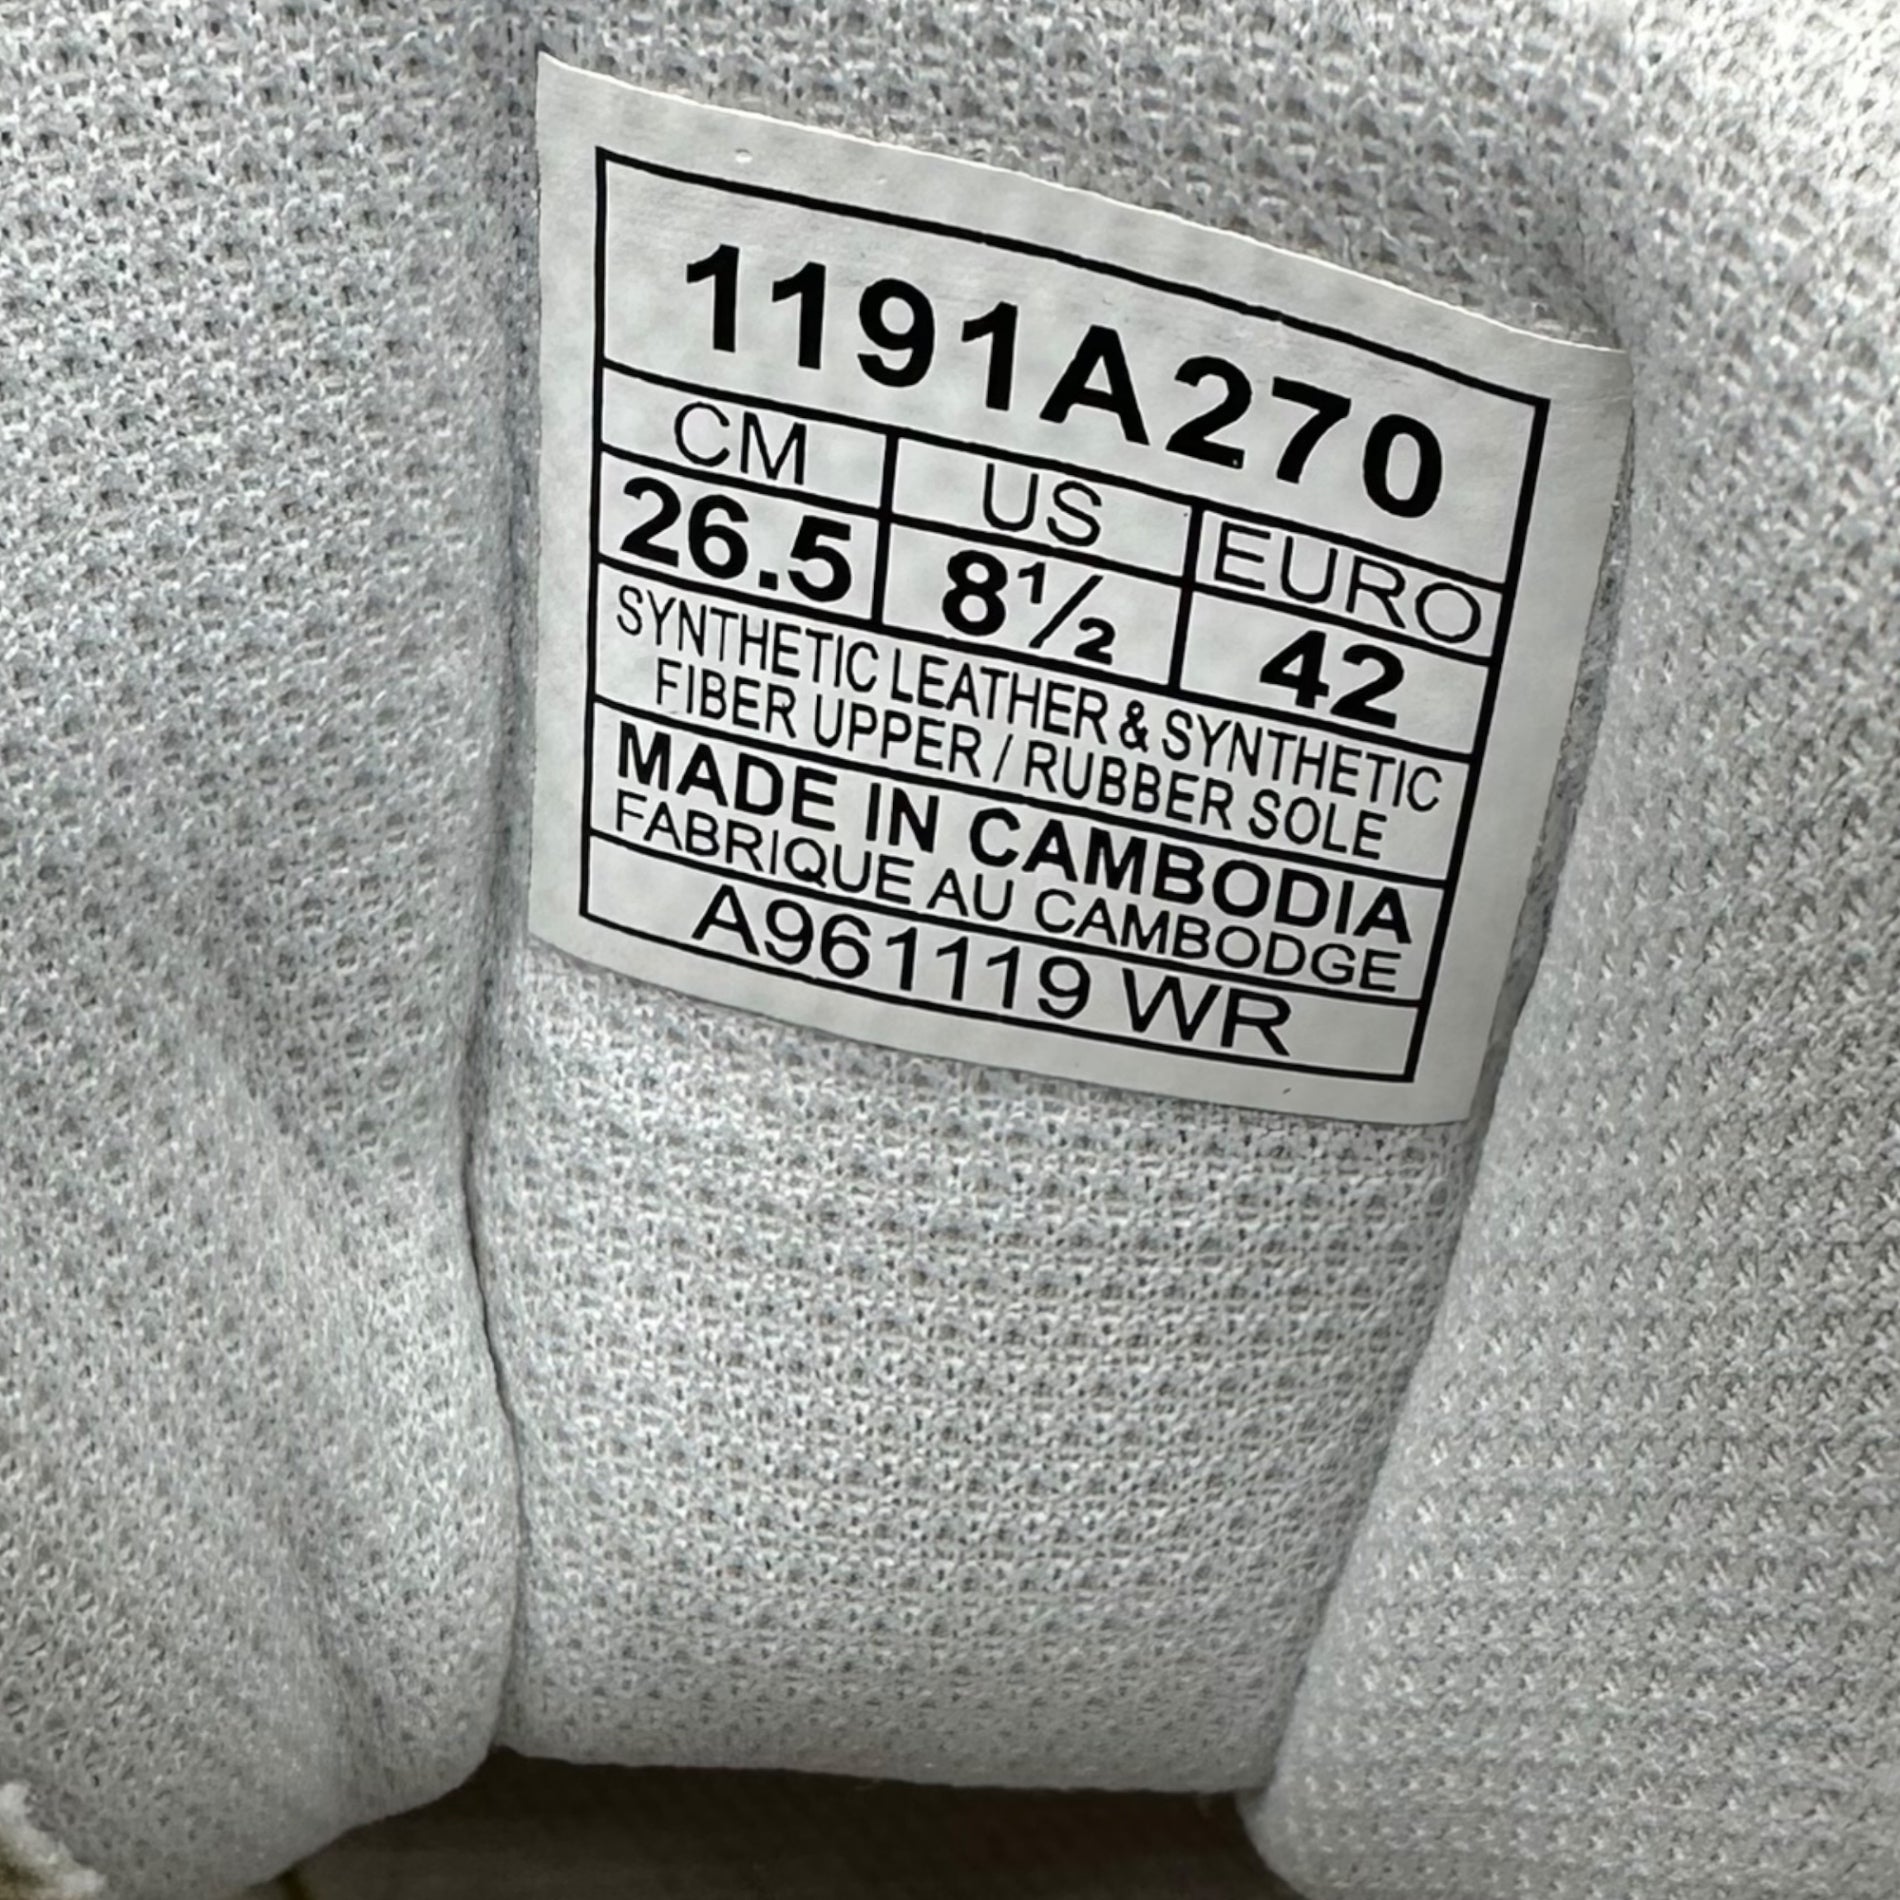 1191A270
CM US EURO
26.5 8½ 42
SYNTHETIC LEATHER & SYNTHETIC
FIBER UPPER / RUBBER SOLE
MADE IN CAMBODIA
FABRIQUE AU CAMBODGE
A961119 WR